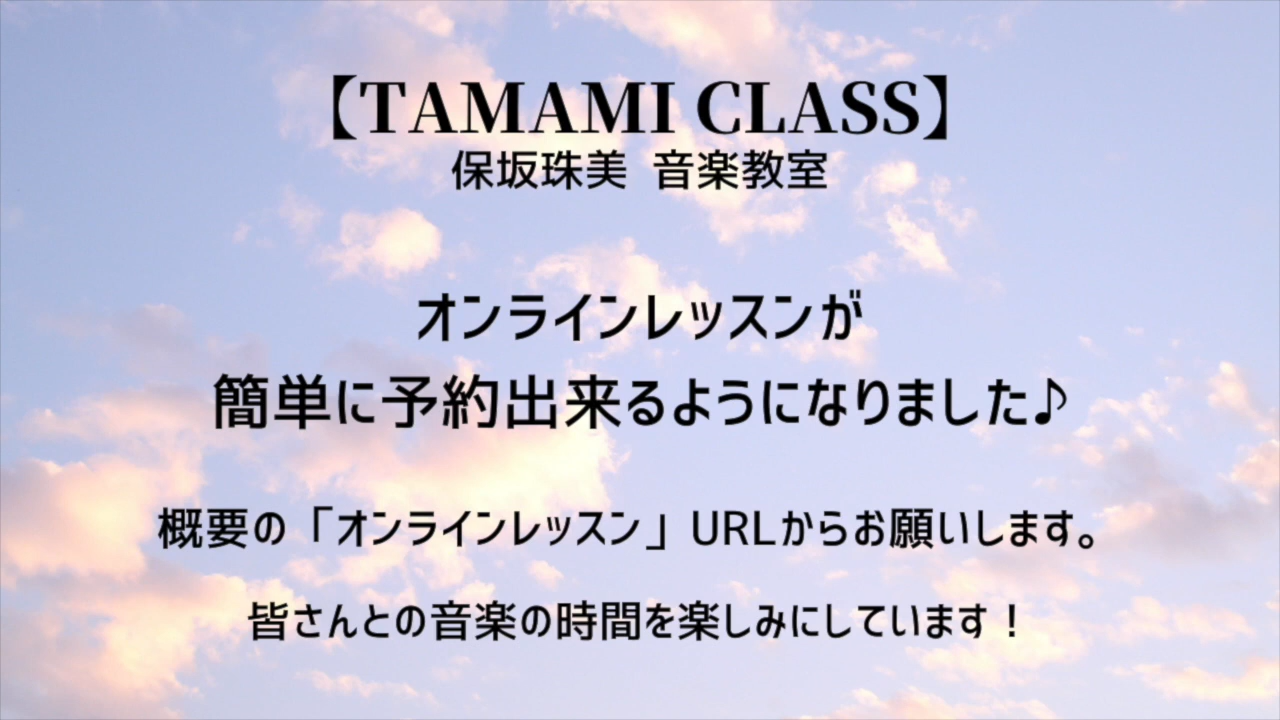 【TAMAMI CLASS】
保坂珠美 音楽教室
オンラインレッスンが
簡単に予約出来るようになりました♪
概要の「オンラインレッスン」URLからお願いします。
皆さんとの音楽の時間を楽しみにしています！